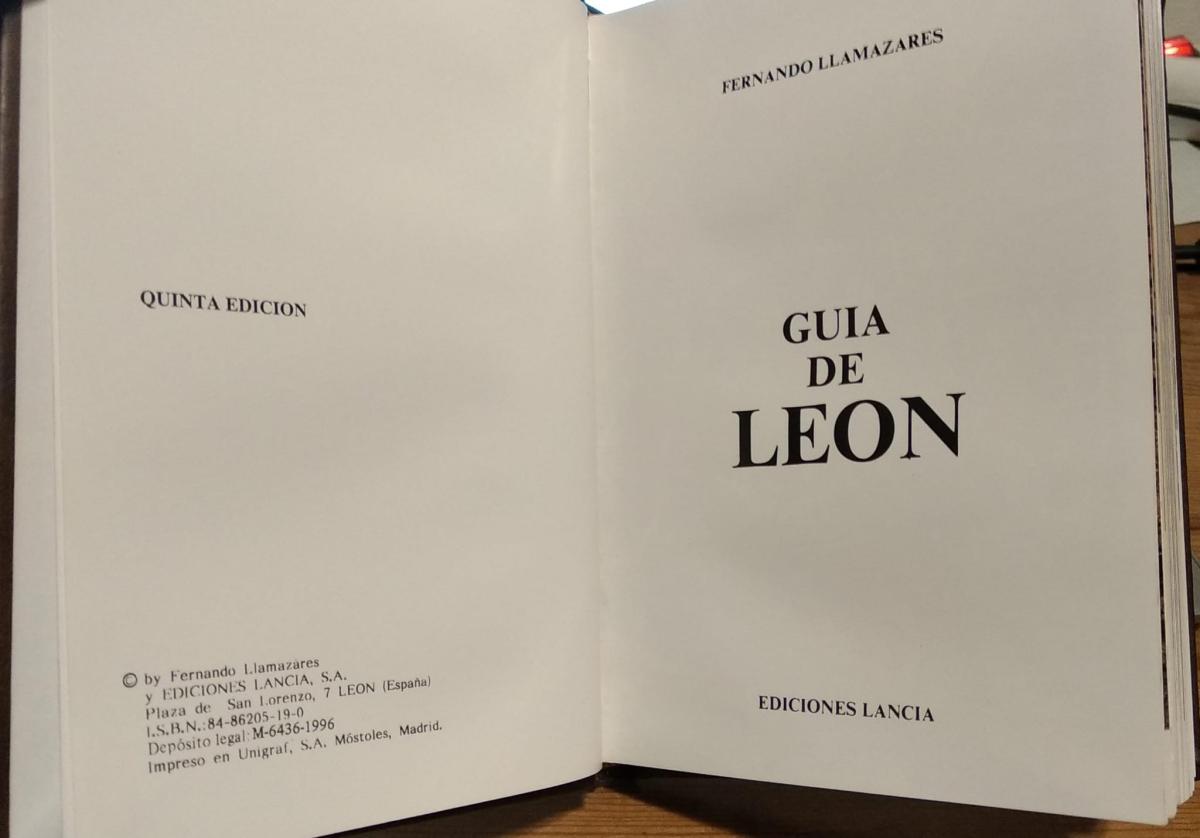 QUINTA EDICION
© by Fernando Llamazares
y EDICIONES LANCIA, S.A.
Plaza de San Lorenzo, 7 LEON (España)
I.S.B.N.:84-86205-19-0
Depósito legal: M-6436-1996
Impreso en Unigraf, S.A. Móstoles, Madrid.
FERNANDO LLAMAZARES
GUIA
DE
LEON
EDICIONES LANCIA